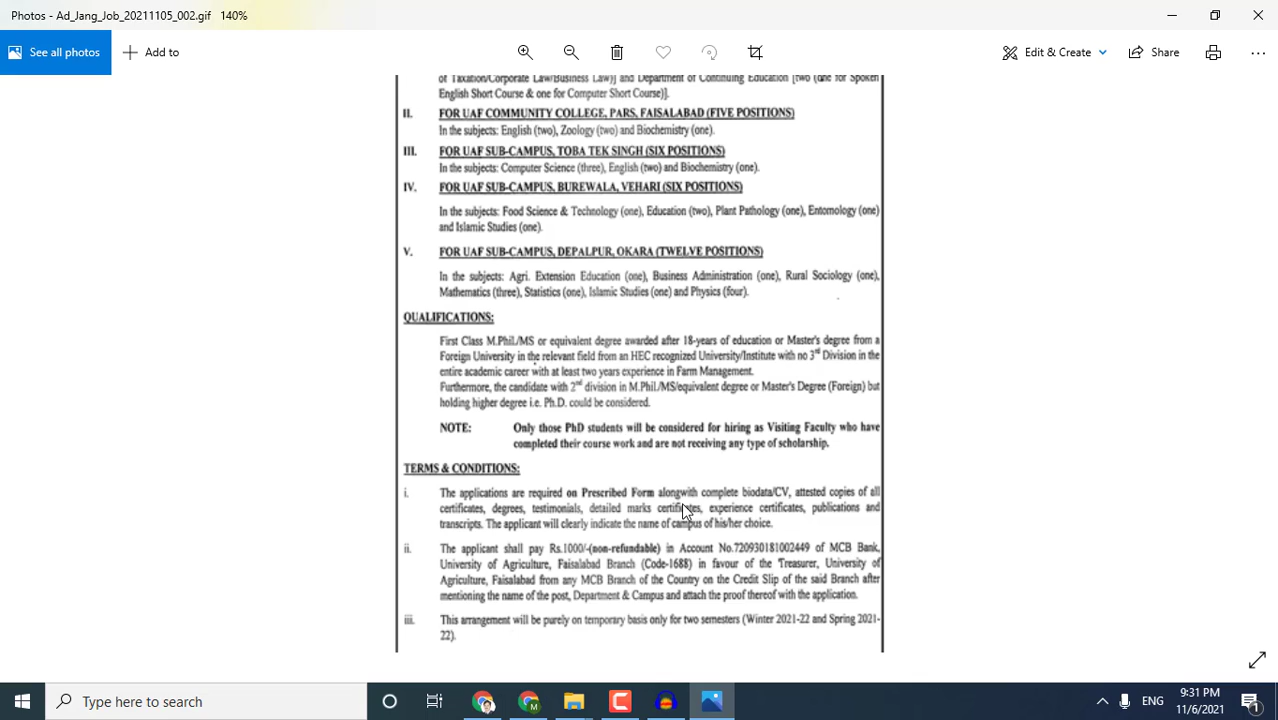 Photos - Ad_Jang_Job_20211105_002.gif   140%
See all photos
Add to
Edit & Create
Share
of Taxation/Corporate Law/Business Law)] and Department of Continuing Education [two (one for Spoken
English Short Course & one for Computer Short Course)].
II. FOR UAF COMMUNITY COLLEGE, PARS, FAISALABAD (FIVE POSITIONS)
In the subjects: English (two), Zoology (two) and Biochemistry (one).
III. FOR UAF SUB-CAMPUS, TOBA TEK SINGH (SIX POSITIONS)
In the subjects: Computer Science (three), English (two) and Biochemistry (one).
IV. FOR UAF SUB-CAMPUS, BUREWALA, VEHARI (SIX POSITIONS)
In the subjects: Food Science & Technology (one), Education (two), Plant Pathology (one), Entomology (one)
and Islamic Studies (one).
V. FOR UAF SUB-CAMPUS, DEPALPUR, OKARA (TWELVE POSITIONS)
In the subjects: Agri. Extension Education (one), Business Administration (one), Rural Sociology (one),
Mathematics (three), Statistics (one), Islamic Studies (one) and Physics (four).
QUALIFICATIONS:
First Class M.Phil./MS or equivalent degree awarded after 18-years of education or Master's degree from a
Foreign University in the relevant field from an HEC recognized University/Institute with no 3rd Division in the
entire academic career with at least two years experience in Farm Management.
Furthermore, the candidate with 2nd division in M.Phil./MS/equivalent degree or Master's Degree (Foreign) but
holding higher degree i.e. Ph.D. could be considered.
NOTE: Only those PhD students will be considered for hiring as Visiting Faculty who have
completed their course work and are not receiving any type of scholarship.
TERMS & CONDITIONS:
i. The applications are required on Prescribed Form alongwith complete biodata/CV, attested copies of all
certificates, degrees, testimonials, detailed marks certificates, experience certificates, publications and
transcripts. The applicant will clearly indicate the name of campus of his/her choice.
ii. The applicant shall pay Rs.1000/-(non-refundable) in Account No.720930181002449 of MCB Bank,
University of Agriculture, Faisalabad Branch (Code-1688) in favour of the Treasurer, University of
Agriculture, Faisalabad from any MCB Branch of the Country on the Credit Slip of the said Branch after
mentioning the name of the post, Department & Campus and attach the proof thereof with the application.
iii. This arrangement will be purely on temporary basis only for two semesters (Winter 2021-22 and Spring 2021-
22).
Type here to search
ENG
9:31 PM
11/6/2021
1